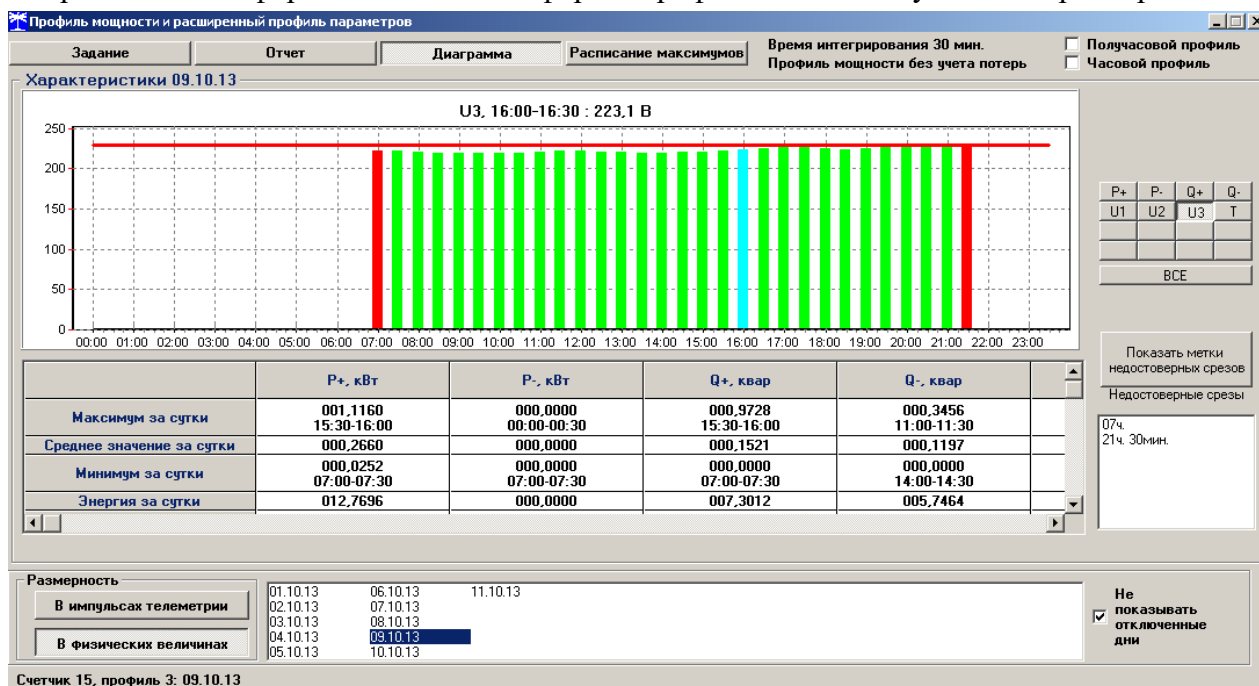 Профиль мощности и расширенный профиль параметров
Задание Отчет Диаграмма Расписание максимумов
Время интегрирования 30 мин.
Профиль мощности без учета потерь
Получасовой профиль
Часовой профиль
Характеристики 09.10.13
U3, 16:00-16:30 : 223,1 В
250
200
150
100
50
0
00:00 01:00 02:00 03:00 04:00 05:00 06:00 07:00 08:00 09:00 10:00 11:00 12:00 13:00 14:00 15:00 16:00 17:00 18:00 19:00 20:00 21:00 22:00 23:00
P+ P- Q+ Q-
U1 U2 U3 T
ВСЕ
Показать метки
недостоверных срезов
Недостоверные срезы
07ч.
21ч. 30мин.
P+, кВт P-, кВт Q+, квар Q-, квар
Максимум за сутки 001,1160 000,0000 000,9728 000,3456
15:30-16:00 00:00-00:30 15:30-16:00 11:00-11:30
Среднее значение за сутки 000,2660 000,0000 000,1521 000,1197
Минимум за сутки 000,0252 000,0000 000,0000 000,0000
07:00-07:30 07:00-07:30 07:00-07:30 14:00-14:30
Энергия за сутки 012,7696 000,0000 007,3012 005,7464
Размерность
В импульсах телеметрии
В физических величинах
01.10.13 06.10.13 11.10.13
02.10.13 07.10.13
03.10.13 08.10.13
04.10.13 09.10.13
05.10.13 10.10.13
Не
показывать
отключенные
дни
Счетчик 15, профиль 3: 09.10.13